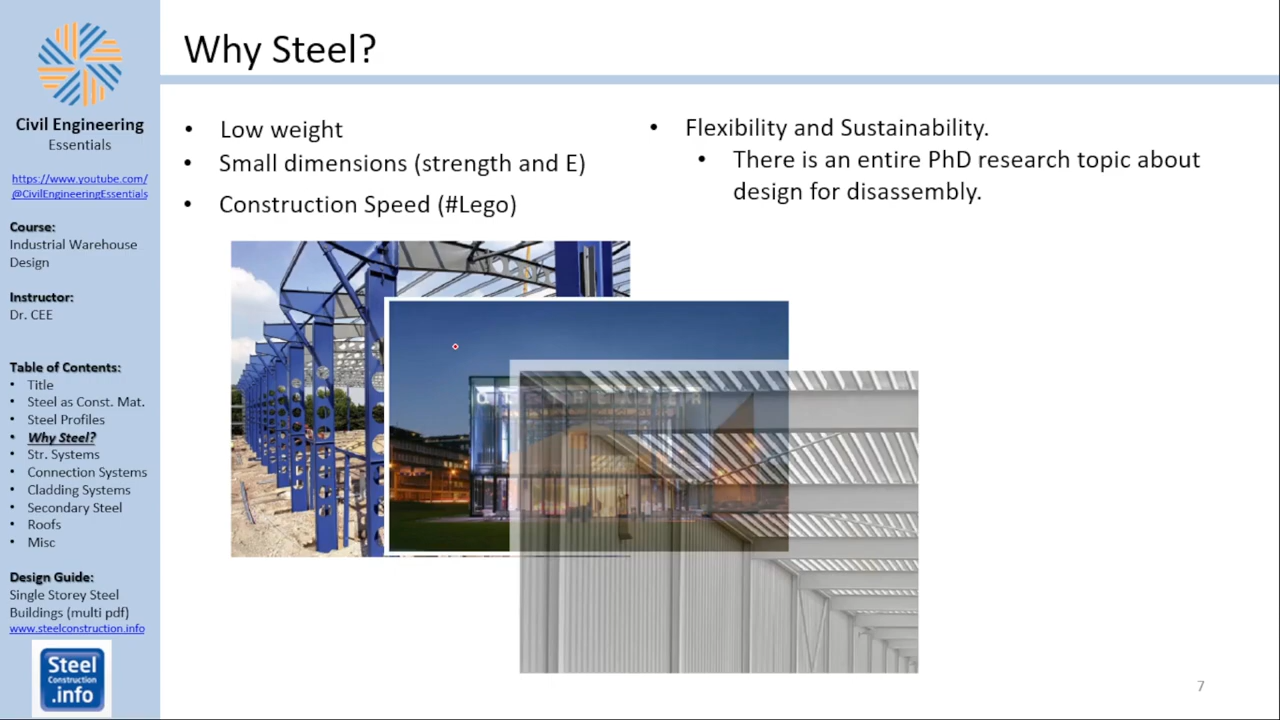 Civil Engineering
Essentials
https://www.youtube.com/
@CivilEngineeringEssentials
Course:
Industrial Warehouse
Design
Instructor:
Dr. CEE
Table of Contents:
• Title
• Steel as Const. Mat.
• Steel Profiles
• Why Steel?
• Str. Systems
• Connection Systems
• Cladding Systems
• Secondary Steel
• Roofs
• Misc
Design Guide:
Single Storey Steel
Buildings (multi pdf)
www.steelconstruction.info
Steel
Construction
.info
Why Steel?
• Low weight
• Small dimensions (strength and E)
• Construction Speed (#Lego)
• Flexibility and Sustainability.
• There is an entire PhD research topic about
design for disassembly.
7